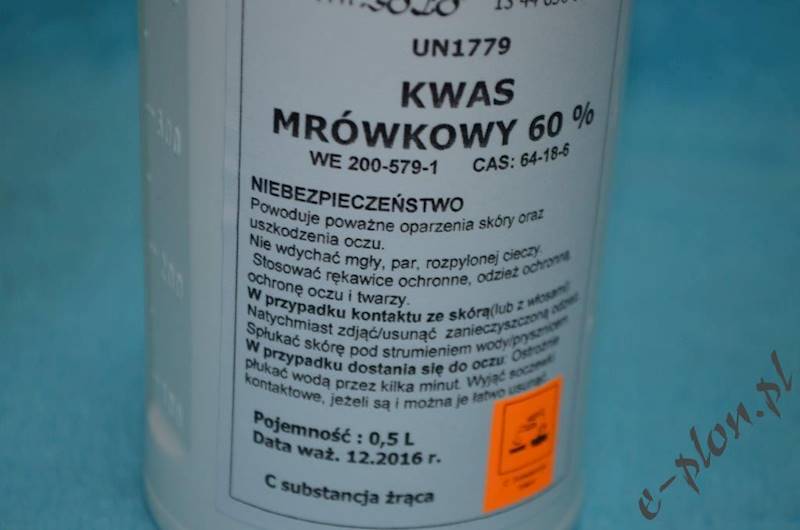 UN1779
KWAS
MRÓWKOWY 60 %
WE 200-579-1 CAS: 64-18-6
NIEBEZPIECZEŃSTWO
Powoduje poważne oparzenia skóry oraz
uszkodzenia oczu.
Nie wdychać mgły, par, rozpylonej cieczy.
Stosować rękawice ochronne, odzież ochronną,
ochronę oczu i twarzy.
W przypadku kontaktu ze skórą(lub z włosami)
Natychmiast zdjąć/usunąć zanieczyszczoną odzież.
Spłukać skórę pod strumieniem wody/prysznicem.
W przypadku dostania się do oczu: Ostrożnie
płukać wodą przez kilka minut. Wyjąć soczewki
kontaktowe, jeżeli są i można je łatwo usunąć.
Pojemność : 0,5 L
Data waż. 12.2016 r.
C substancja żrąca
e-plon.pl